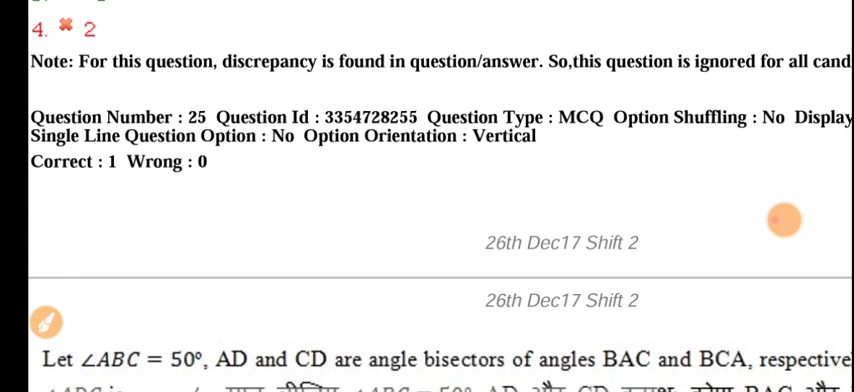 4. ✖ 2
Note: For this question, discrepancy is found in question/answer. So,this question is ignored for all cand
Question Number : 25 Question Id : 3354728255 Question Type : MCQ Option Shuffling : No Display
Single Line Question Option : No Option Orientation : Vertical
Correct : 1 Wrong : 0
26th Dec17 Shift 2
26th Dec17 Shift 2
Let ∠ABC = 50°, AD and CD are angle bisectors of angles BAC and BCA, respective